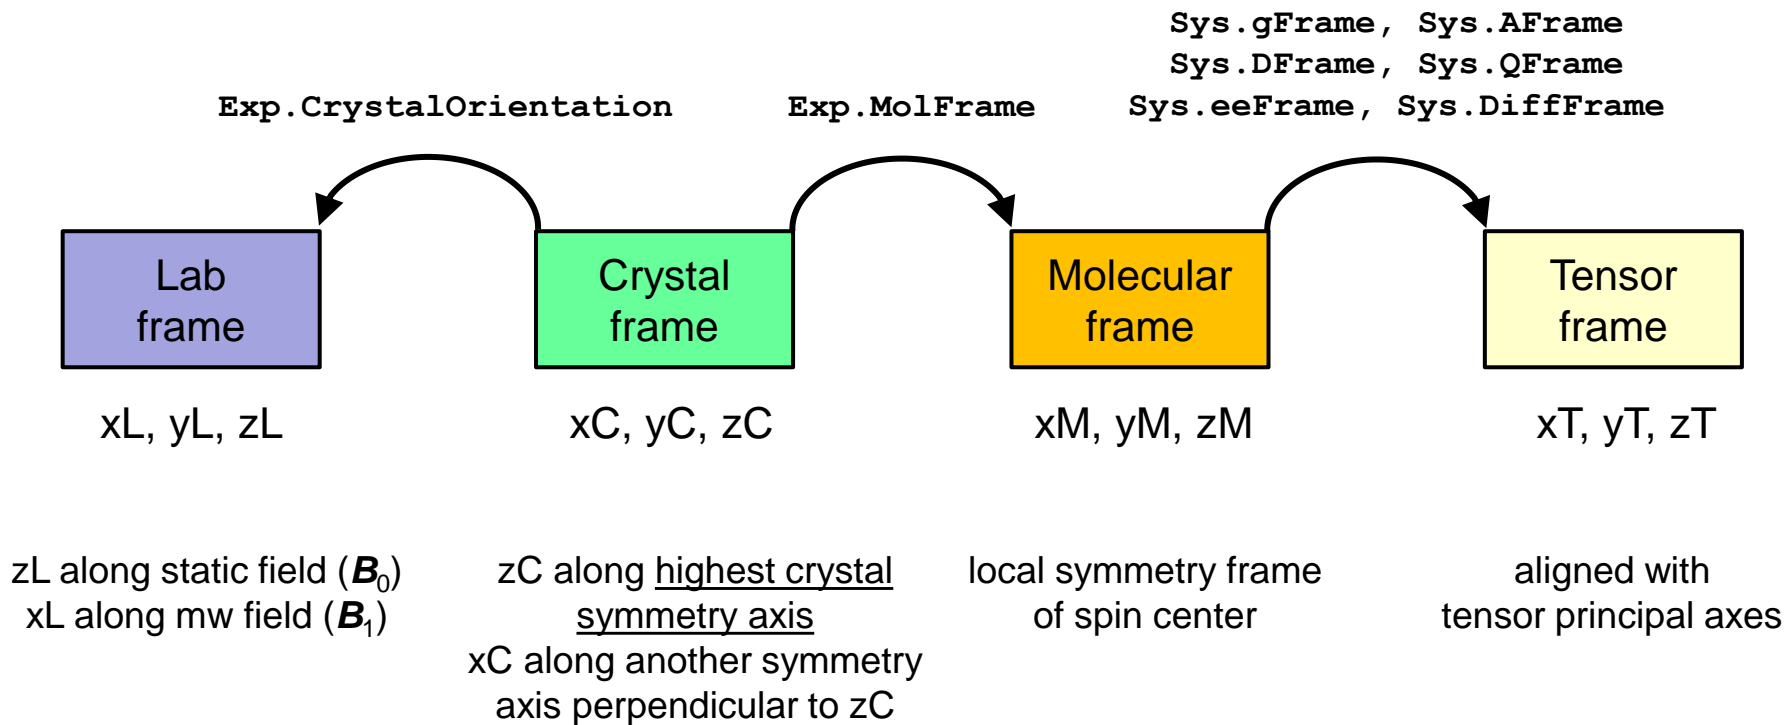 Sys.gFrame, Sys.AFrame
Sys.DFrame, Sys.QFrame
Sys.eeFrame, Sys.DiffFrame
Exp.CrystalOrientation
Exp.MolFrame
Lab
frame
Crystal
frame
Molecular
frame
Tensor
frame
xL, yL, zL
xC, yC, zC
xM, yM, zM
xT, yT, zT
zL along static field (B0)
xL along mw field (B1)
zC along highest crystal
symmetry axis
xC along another symmetry
axis perpendicular to zC
local symmetry frame
of spin center
aligned with
tensor principal axes